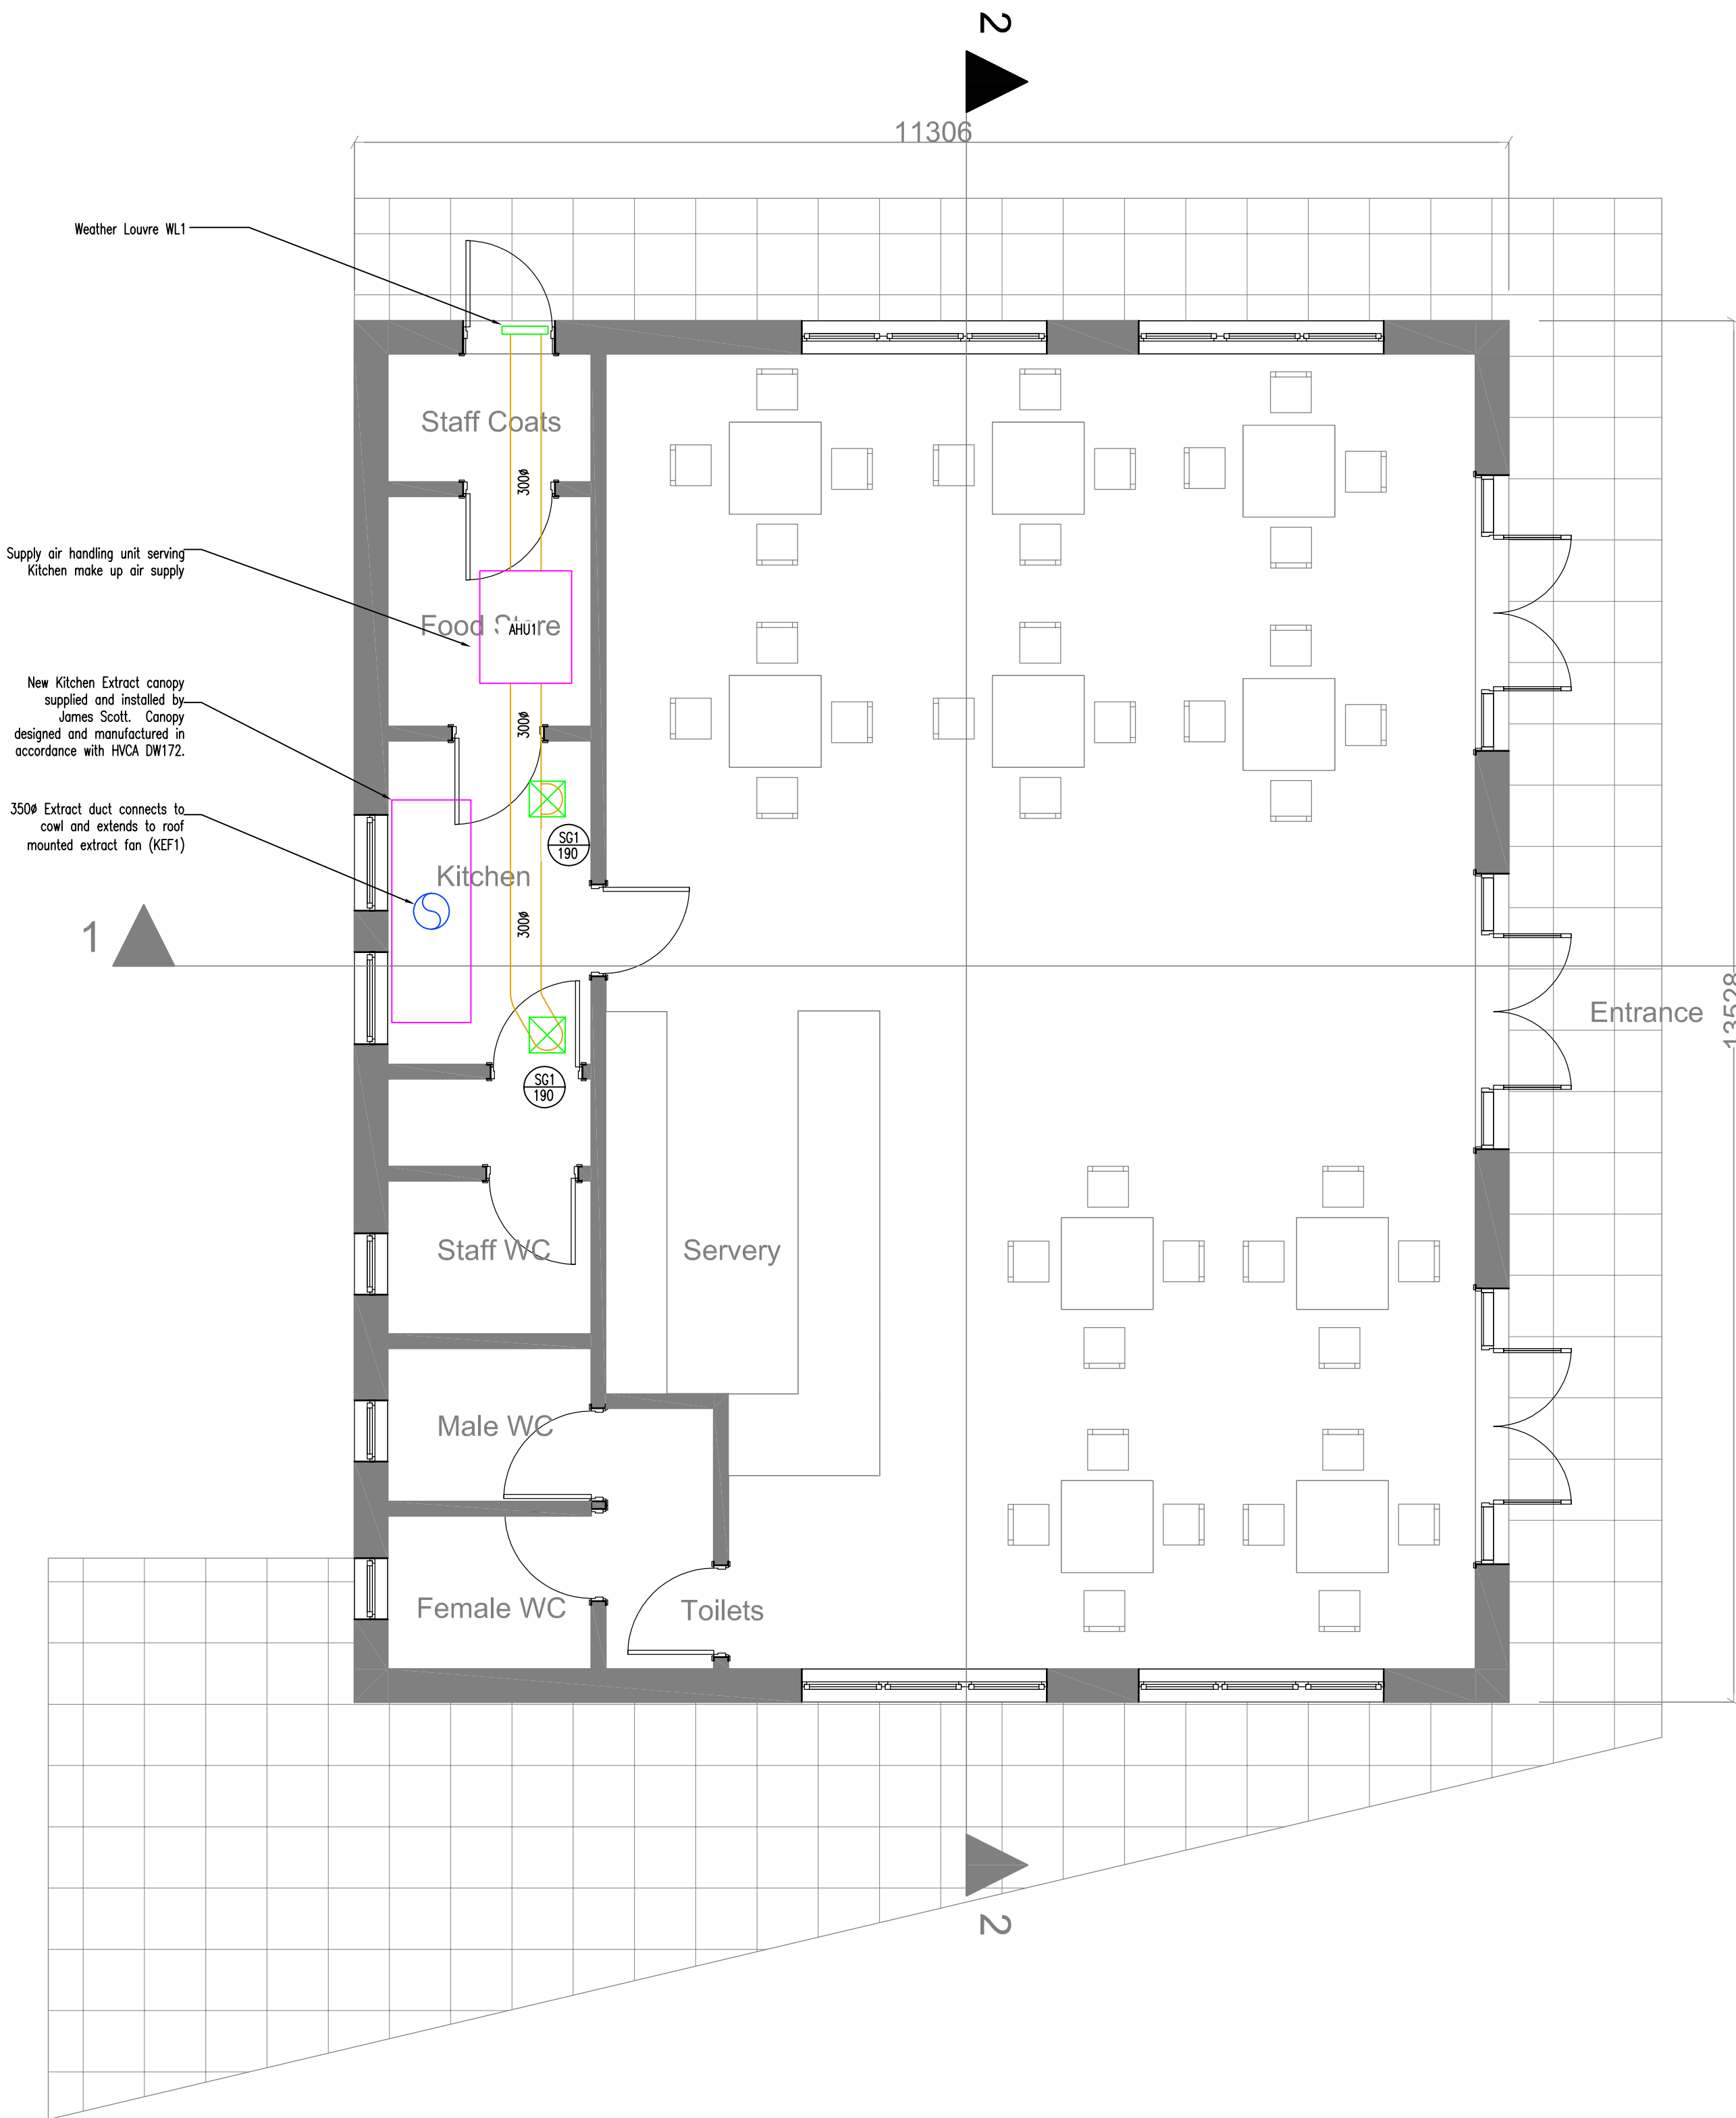 2
11306
Weather Louvre WL1
Staff Coats
300ø
Supply air handling unit serving
Kitchen make up air supply
Food Store
AHU1
New Kitchen Extract canopy
supplied and installed by
James Scott. Canopy
designed and manufactured in
accordance with HVCA DW172.
300ø
350ø Extract duct connects to
cowl and extends to roof
mounted extract fan (KEF1)
SG1
190
Kitchen
300ø
1
Entrance
13528
SG1
190
Staff WC
Servery
Male WC
Female WC
Toilets
2